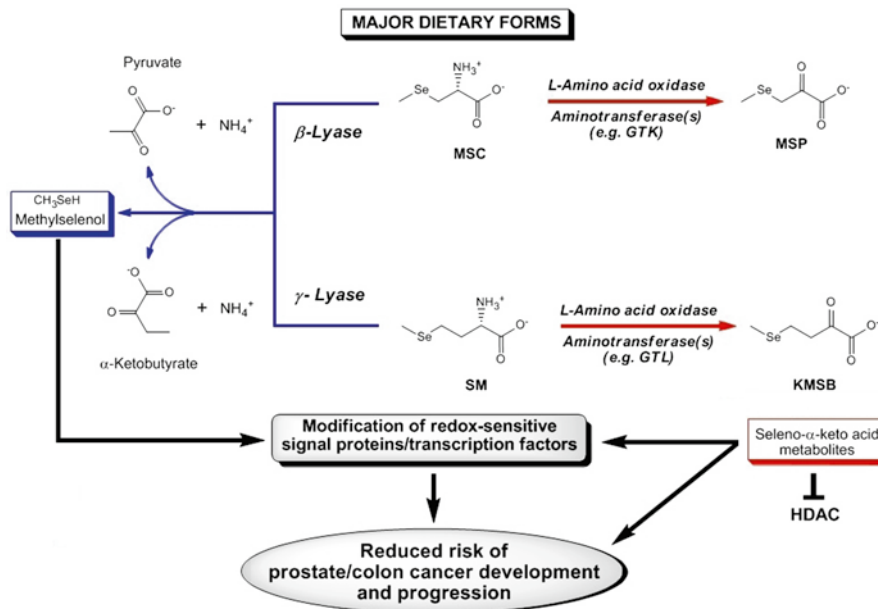 MAJOR DIETARY FORMS
Pyruvate
O
O-
O
+ NH₄⁺
β-Lyase
NH₃⁺
Se
O-
O
MSC
L-Amino acid oxidase
Aminotransferase(s)
(e.g. GTK)
O
Se
O-
O
MSP
CH₃SeH
Methylselenol
-O
O
O
+ NH₄⁺
α-Ketobutyrate
γ- Lyase
NH₃⁺
Se
O-
O
SM
L-Amino acid oxidase
Aminotransferase(s)
(e.g. GTL)
O
Se
O-
O
KMSB
Modification of redox-sensitive
signal proteins/transcription factors
Seleno-α-keto acid
metabolites
HDAC
Reduced risk of
prostate/colon cancer development
and progression